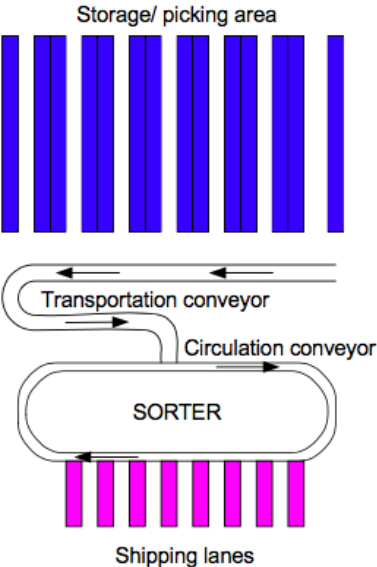 Storage/ picking area
Transportation conveyor
Circulation conveyor
SORTER
Shipping lanes